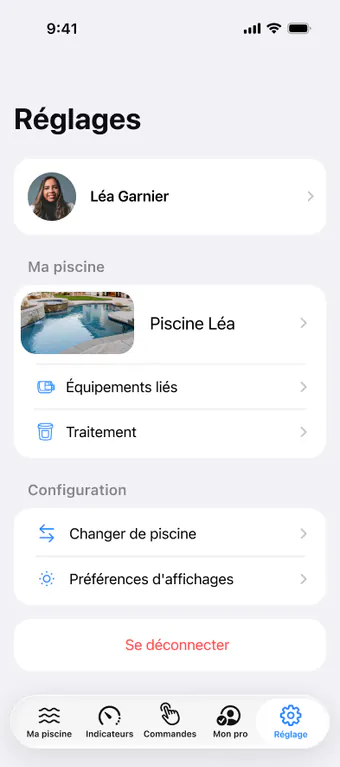 9:41
Réglages
Léa Garnier
Ma piscine
Piscine Léa
Équipements liés
Traitement
Configuration
Changer de piscine
Préférences d'affichages
Se déconnecter
Ma piscine Indicateurs Commandes Mon pro Réglage